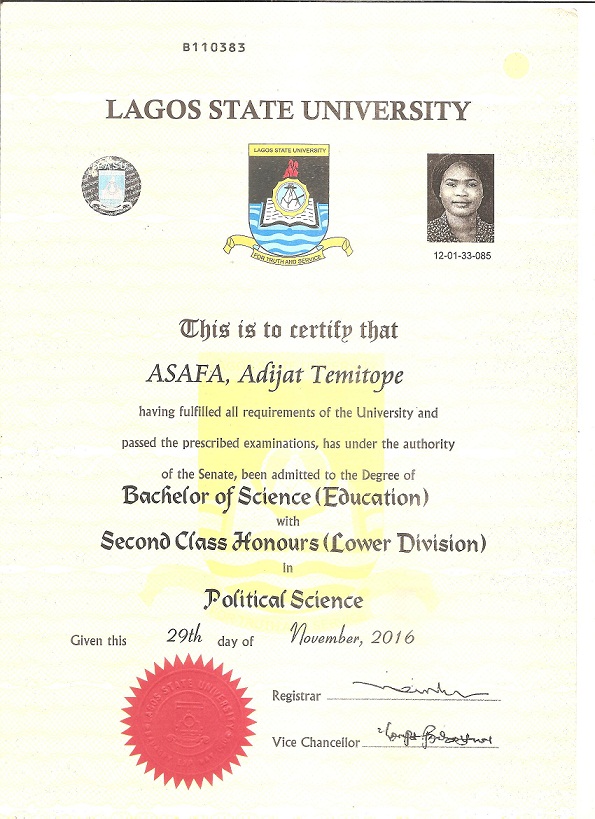 B110383
LAGOS STATE UNIVERSITY
LAGOS STATE UNIVERSITY
FOR TRUTH AND SERVICE
12-01-33-085
This is to certify that
ASAFA, Adijat Temitope
having fulfilled all requirements of the University and
passed the prescribed examinations, has under the authority
of the Senate, been admitted to the Degree of
Bachelor of Science (Education)
with
Second Class Honours (Lower Division)
in
Political Science
Given this 29th day of November, 2016
LAGOS STATE UNIVERSITY
Registrar
Vice Chancellor